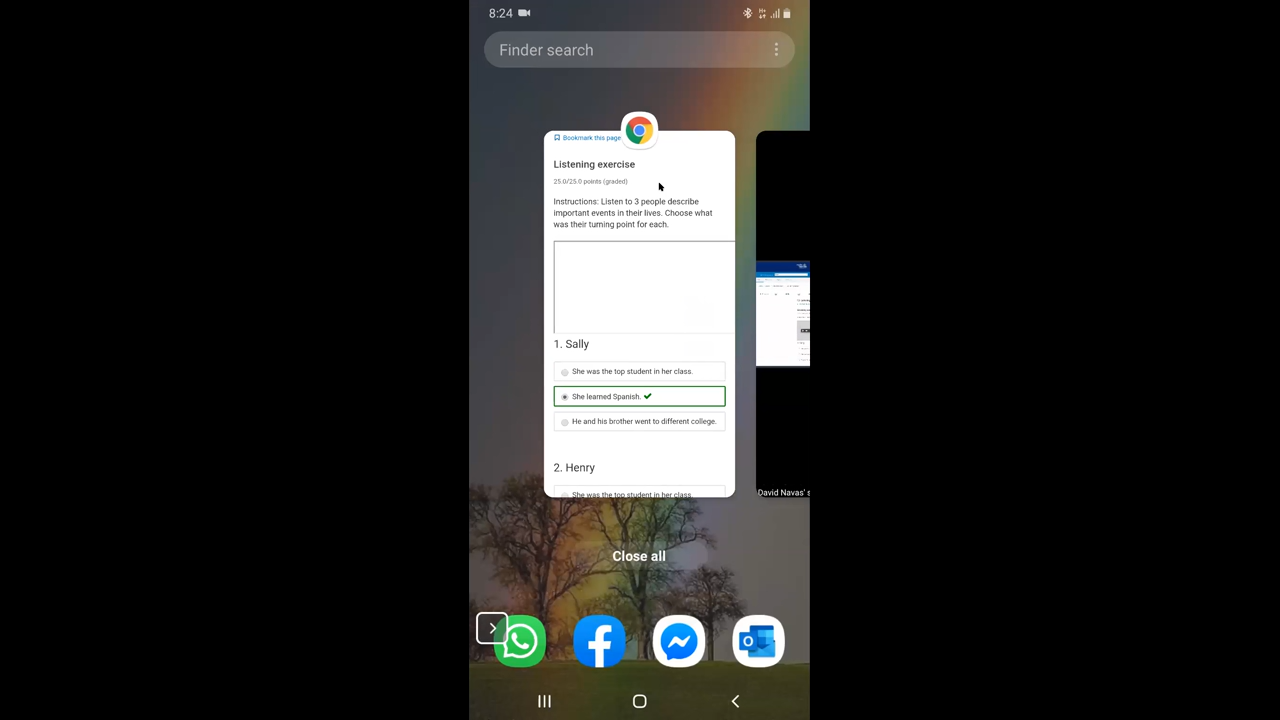 8:24
Finder search
Bookmark this page
Listening exercise
25.0/25.0 points (graded)
Instructions: Listen to 3 people describe
important events in their lives. Choose what
was their turning point for each.
1. Sally
She was the top student in her class.
She learned Spanish.
He and his brother went to different college.
2. Henry
She was the top student in her class.
David Navas' s
Close all